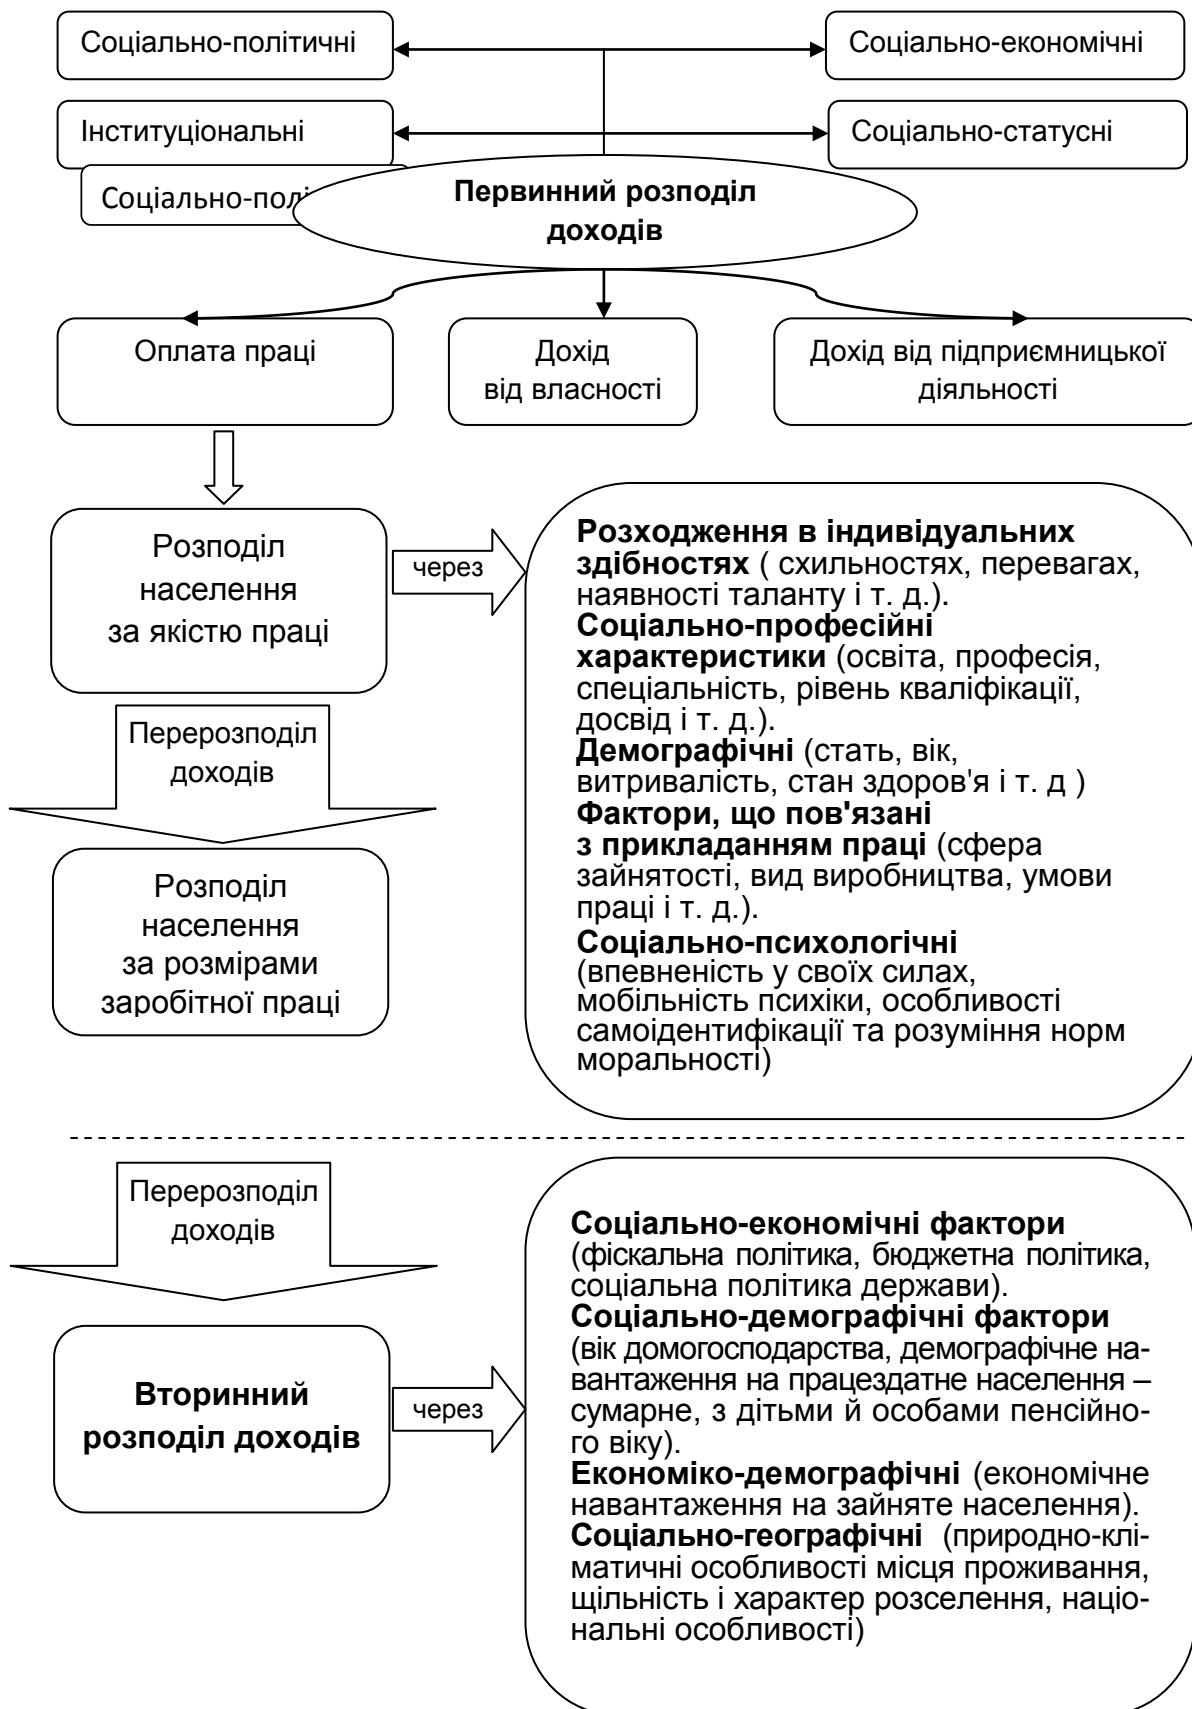 Соціально-політичні
Соціально-економічні
Інституціональні
Соціально-статусні
Соціально-полі
Первинний розподіл
доходів
Оплата праці
Дохід
від власності
Дохід від підприємницької
діяльності
Розподіл
населення
за якістю праці
через
Розходження в індивідуальних
здібностях ( схильностях, перевагах,
наявності таланту і т. д.).
Соціально-професійні
характеристики (освіта, професія,
спеціальність, рівень кваліфікації,
досвід і т. д.).
Демографічні (стать, вік,
витривалість, стан здоров'я і т. д )
Фактори, що пов'язані
з прикладанням праці (сфера
зайнятості, вид виробництва, умови
праці і т. д.).
Соціально-психологічні
(впевненість у своїх силах,
мобільність психіки, особливості
самоідентифікації та розуміння норм
моральності)
Перерозподіл
доходів
Розподіл
населення
за розмірами
заробітної праці
Перерозподіл
доходів
Вторинний
розподіл доходів
через
Соціально-економічні фактори
(фіскальна політика, бюджетна політика,
соціальна політика держави).
Соціально-демографічні фактори
(вік домогосподарства, демографічне на-
вантаження на працездатне населення –
сумарне, з дітьми й особами пенсійно-
го віку).
Економіко-демографічні (економічне
навантаження на зайняте населення).
Соціально-географічні (природно-клі-
матичні особливості місця проживання,
щільність і характер розселення, націо-
нальні особливості)